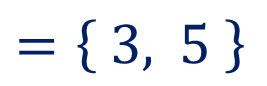 = { 3, 5 }